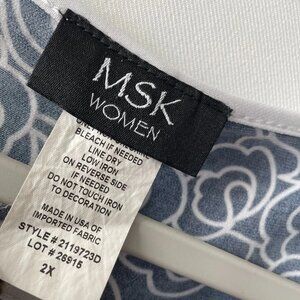 MSK
WOMEN
BLEACH IF NEEDED
LINE DRY
LOW IRON
ON REVERSE SIDE
IF NEEDED
DO NOT TOUCH IRON
TO DECORATION
MADE IN USA OF
IMPORTED FABRIC
STYLE # 2119723D
LOT # 26915
2X